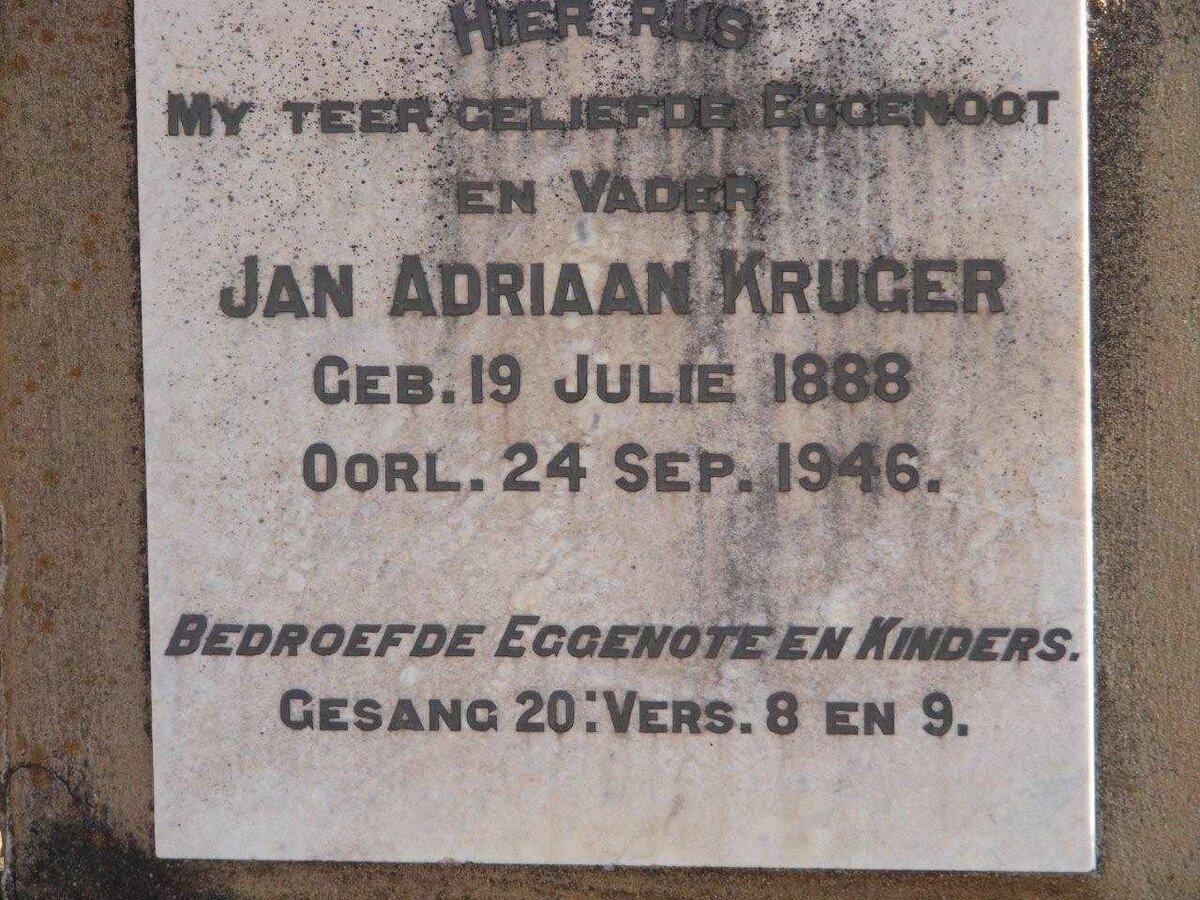 HIER RUS
MY TEER GELIEFDE EGGENOOT
EN VADER
JAN ADRIAAN KRUGER
GEB. 19 JULIE 1888
OORL. 24 SEP. 1946.
BEDROEFDE EGGENOTE EN KINDERS.
GESANG 20: VERS. 8 EN 9.